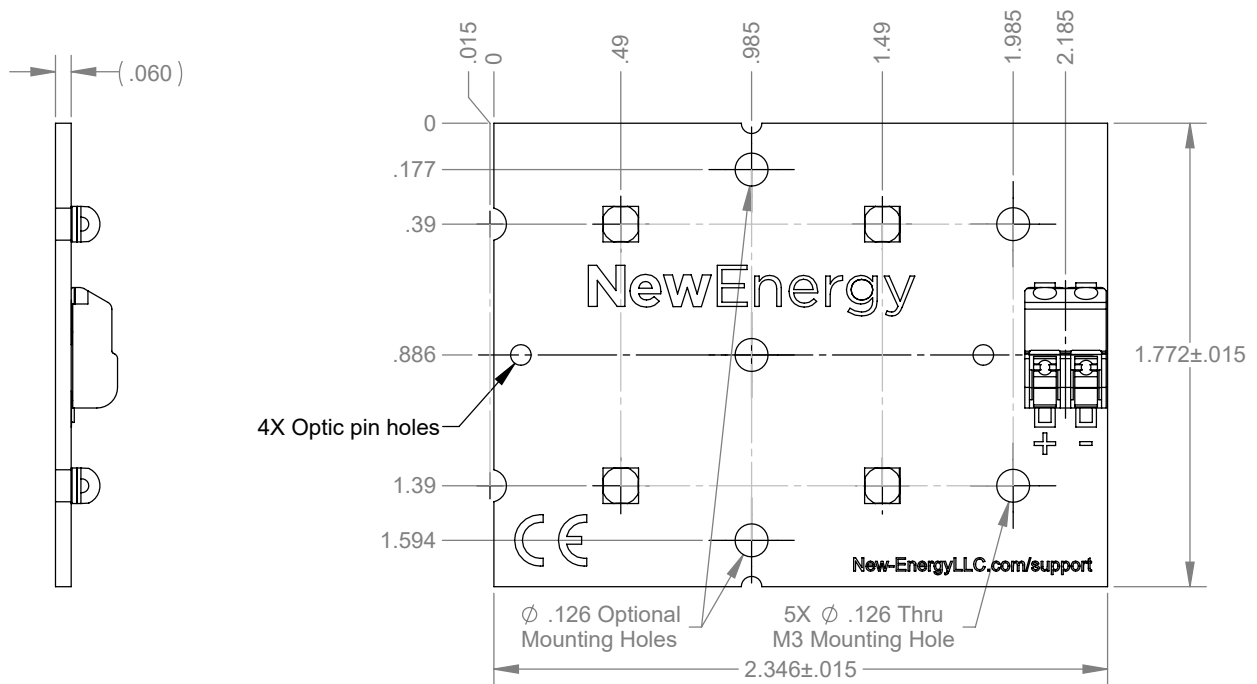 .015
0
.49
.985
1.49
1.985
2.185
(.060)
0
.177
.39
NewEnergy
.886
1.772±.015
4X Optic pin holes
+ -
1.39
1.594
CE
New-EnergyLLC.com/support
∅ .126 Optional
Mounting Holes
5X ∅ .126 Thru
M3 Mounting Hole
2.346±.015